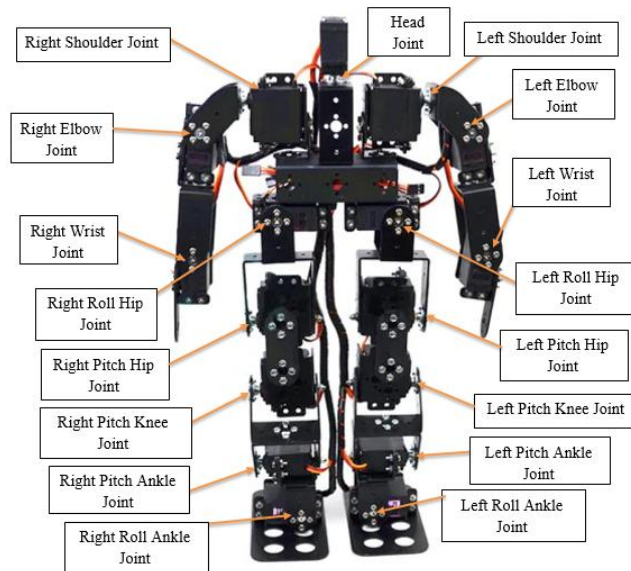 Right Shoulder Joint
Head
Joint
Left Shoulder Joint
Left Elbow
Joint
Right Elbow
Joint
Left Wrist
Joint
Right Wrist
Joint
Left Roll Hip
Joint
Right Roll Hip
Joint
Left Pitch Hip
Joint
Right Pitch Hip
Joint
Left Pitch Knee Joint
Right Pitch Knee
Joint
Left Pitch Ankle
Joint
Right Pitch Ankle
Joint
Left Roll Ankle
Joint
Right Roll Ankle
Joint